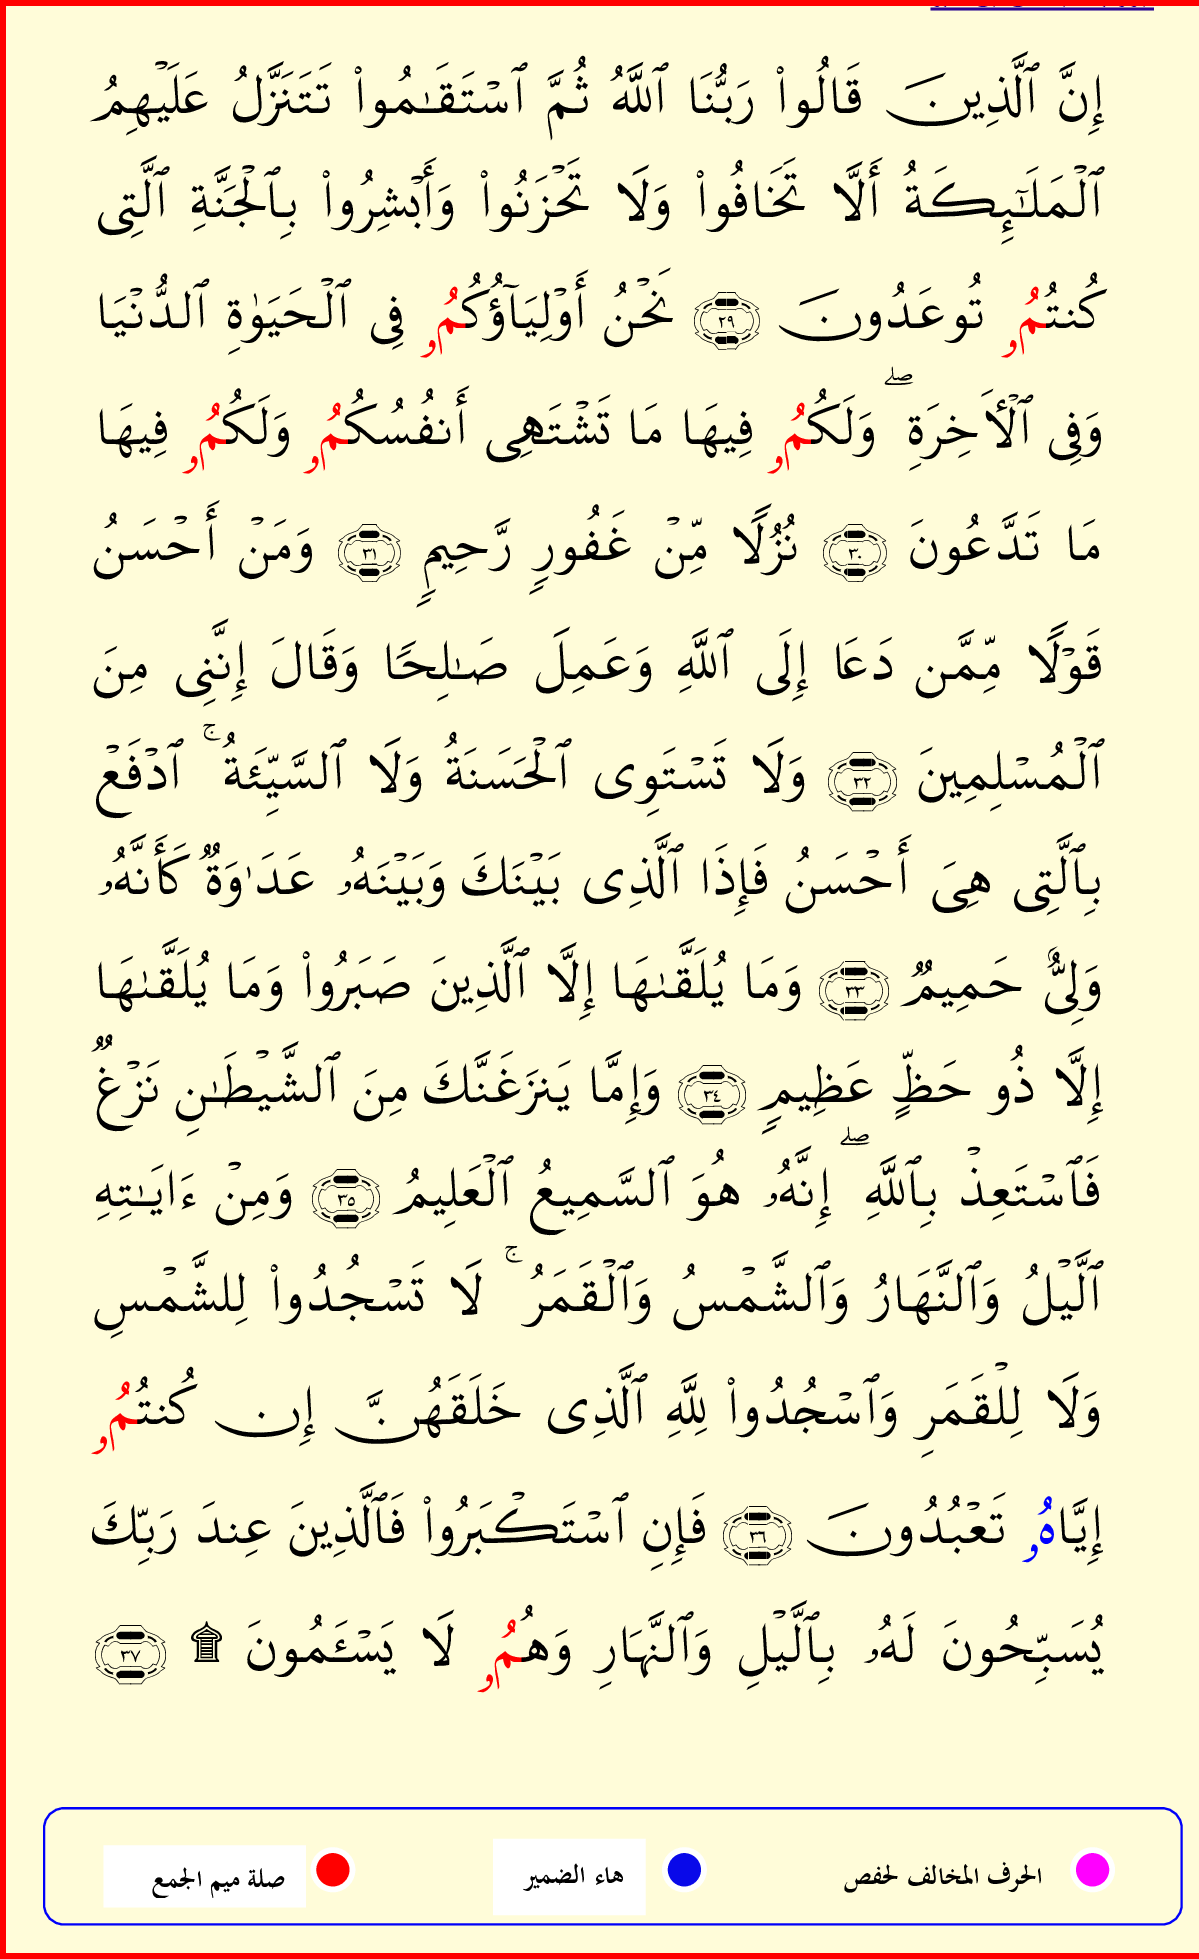 إِنَّ ٱلَّذِينَ قَالُوا۟ رَبُّنَا ٱللَّهُ ثُمَّ ٱسْتَقَـٰمُوا۟ تَتَنَزَّلُ عَلَيْهِمُ
ٱلْمَلَـٰٓئِكَةُ أَلَّا تَخَافُوا۟ وَلَا تَحْزَنُوا۟ وَأَبْشِرُوا۟ بِٱلْجَنَّةِ ٱلَّتِى
كُنتُمُۥ تُوعَدُونَ ٢٩ نَحْنُ أَوْلِيَآؤُكُمُۥ فِى ٱلْحَيَوٰةِ ٱلدُّنْيَا
وَفِى ٱلْأَخِرَةِ ۖ وَلَكُمُۥ فِيهَا مَا تَشْتَهِى أَنفُسُكُمُۥ وَلَكُمُۥ فِيهَا
مَا تَدَّعُونَ ٣٠ نُزُلًا مِّنْ غَفُورٍ رَّحِيمٍ ٣١ وَمَنْ أَحْسَنُ
قَوْلًا مِّمَّن دَعَا إِلَى ٱللَّهِ وَعَمِلَ صَـٰلِحًا وَقَالَ إِنَّنِى مِنَ
ٱلْمُسْلِمِينَ ٣٢ وَلَا تَسْتَوِى ٱلْحَسَنَةُ وَلَا ٱلسَّيِّئَةُ ۚ ٱدْفَعْ
بِٱلَّتِى هِىَ أَحْسَنُ فَإِذَا ٱلَّذِى بَيْنَكَ وَبَيْنَهُۥ عَدَٰوَةٌ كَأَنَّهُۥ
وَلِىٌّ حَمِيمٌ ٣٣ وَمَا يُلَقَّىٰهَا إِلَّا ٱلَّذِينَ صَبَرُوا۟ وَمَا يُلَقَّىٰهَا
إِلَّا ذُو حَظٍّ عَظِيمٍ ٣٤ وَإِمَّا يَنزَغَنَّكَ مِنَ ٱلشَّيْطَـٰنِ نَزْغٌ
فَٱسْتَعِذْ بِٱللَّهِ ۖ إِنَّهُۥ هُوَ ٱلسَّمِيعُ ٱلْعَلِيمُ ٣٥ وَمِنْ ءَايَـٰتِهِ
ٱلَّيْلُ وَٱلنَّهَارُ وَٱلشَّمْسُ وَٱلْقَمَرُ ۚ لَا تَسْجُدُوا۟ لِلشَّمْسِ
وَلَا لِلْقَمَرِ وَٱسْجُدُوا۟ لِلَّهِ ٱلَّذِى خَلَقَهُنَّ إِن كُنتُمُۥ
إِيَّاهُۥ تَعْبُدُونَ ٣٦ فَإِنِ ٱسْتَكْبَرُوا۟ فَٱلَّذِينَ عِندَ رَبِّكَ
يُسَبِّحُونَ لَهُۥ بِٱلَّيْلِ وَٱلنَّهَارِ وَهُمُۥ لَا يَسْـَٔمُونَ ۩ ٣٧
الحرف المخالف لحفص هاء الضمير صلة ميم الجمع